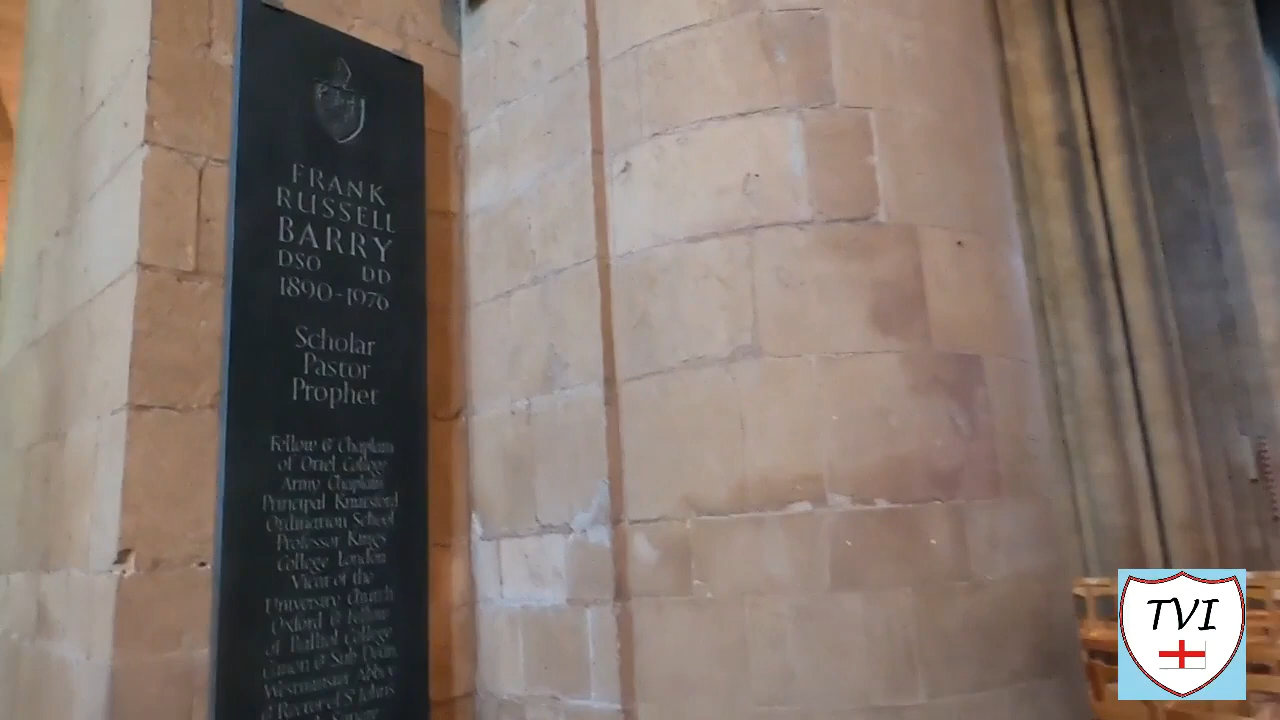 FRANK
RUSSELL
BARRY
DSO DD
1890-1976
Scholar
Pastor
Prophet
Fellow & Chaplain
of Oriel College
Army Chaplain
Principal Knutsford
Ordination School
Professor Kings
College London
Vicar of the
University Church
Oxford & Fellow
of Balliol College
Canon & Sub Dean
Westminster Abbey
& Rector of St Johns
Square
TVI